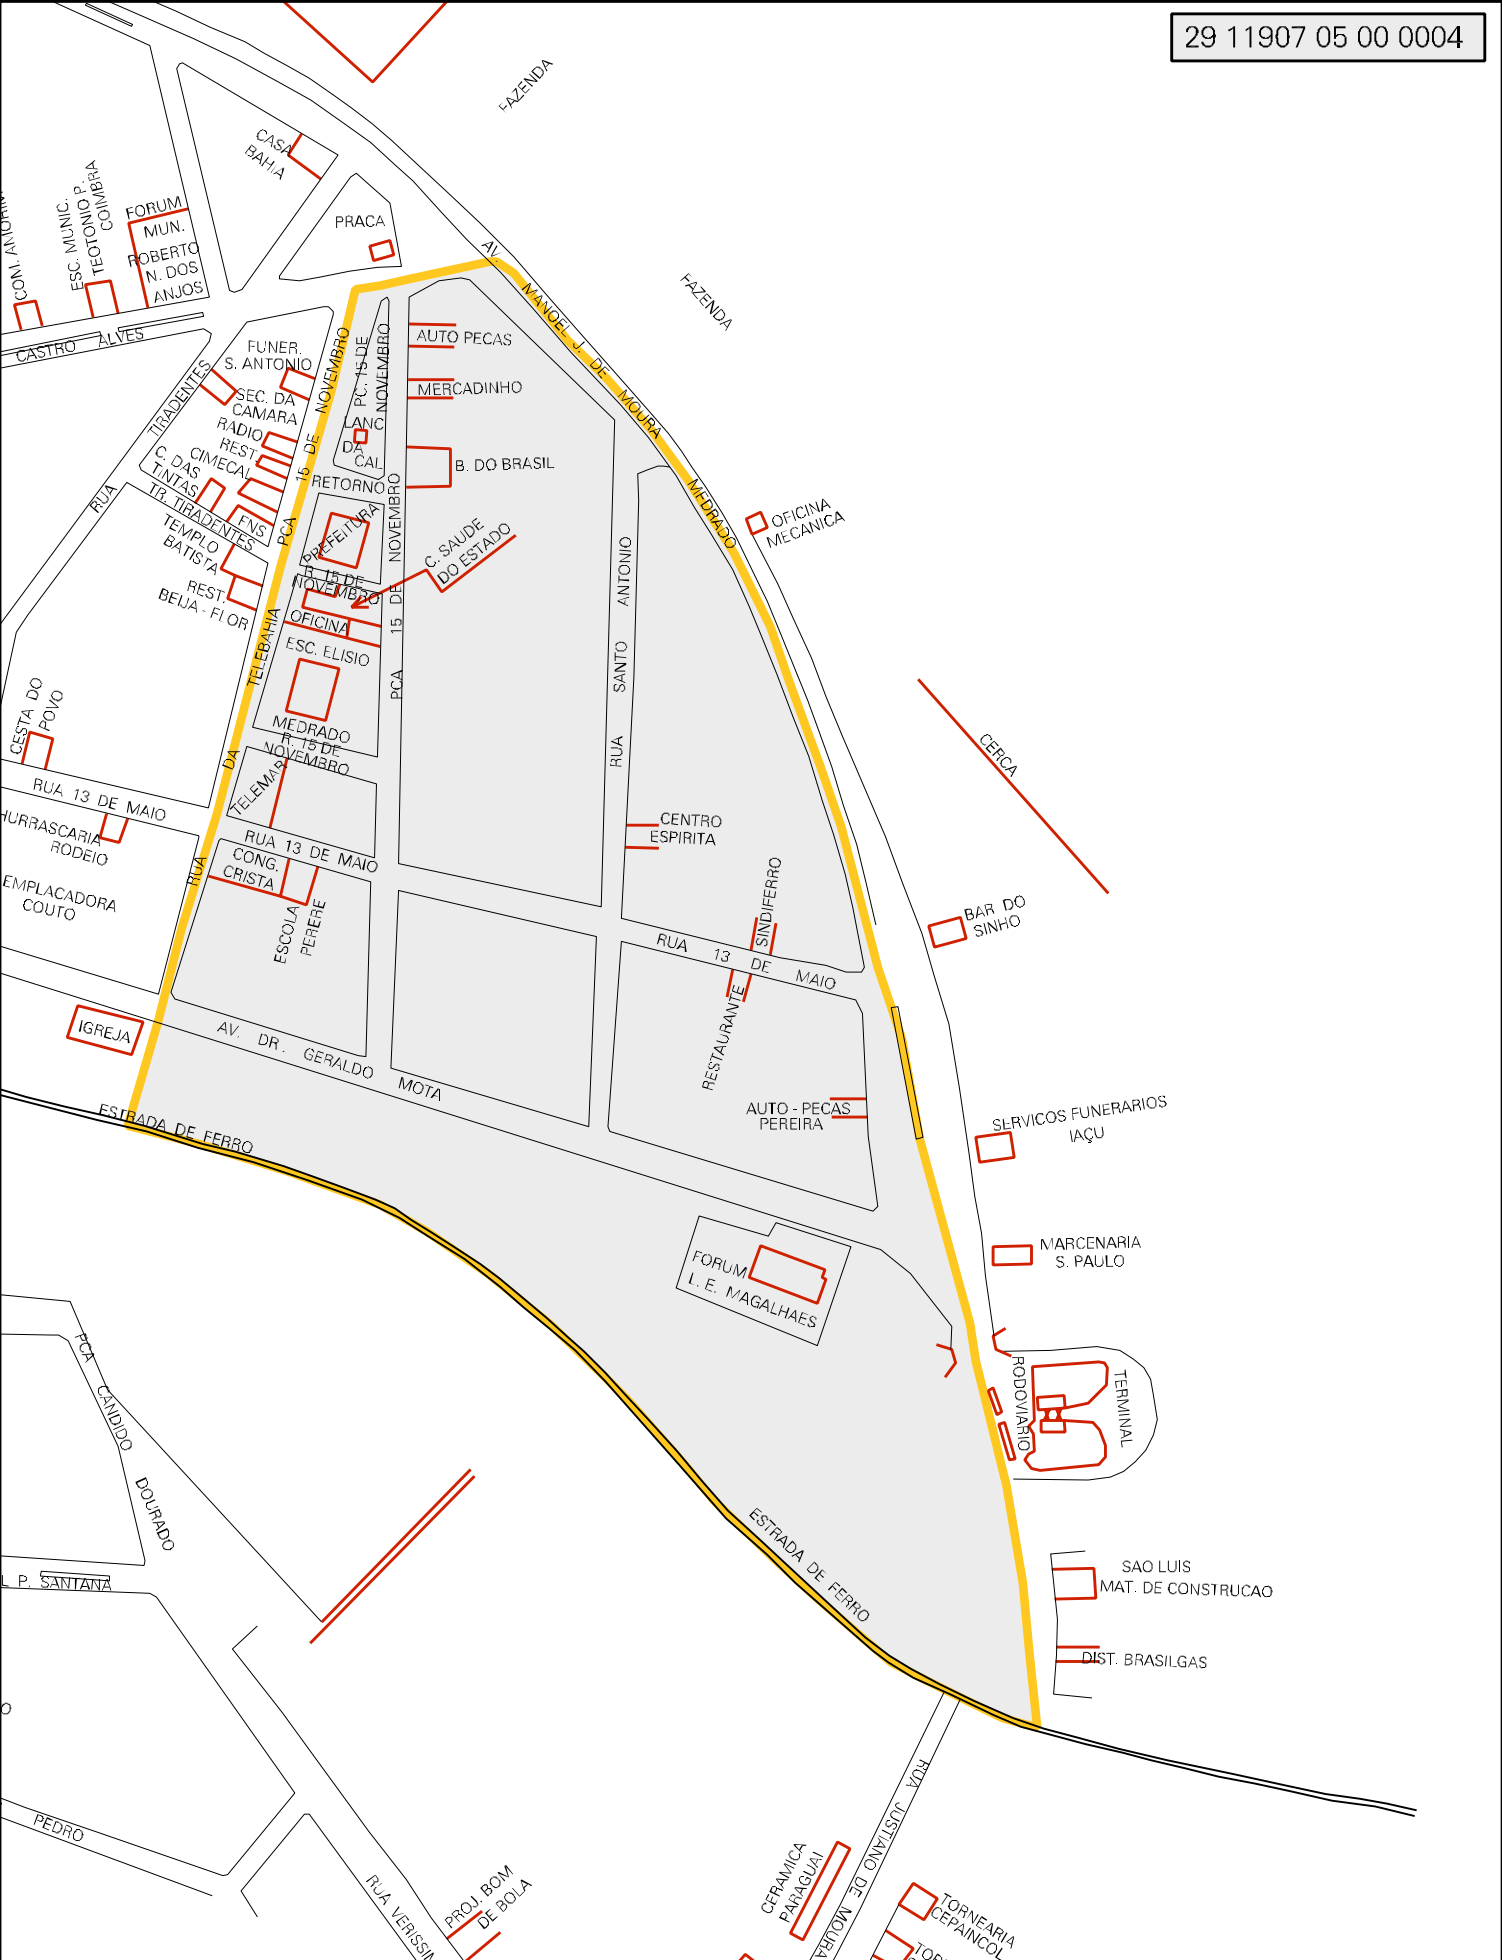 29 11907 05 00 0004
FAZENDA
CASA
BAHIA
ESC. MUNIC.
TEOTONIO P.
COIMBRA
FORUM
MUN.
ROBERTO
N. DOS
ANJOS
PRACA
FAZENDA
AV. MANOEL J. DE MOURA MEDRADO
CASTRO ALVES
FUNER.
S. ANTONIO
SEC. DA
CAMARA
RADIO
REST.
CIMECAL
C. DAS
TINTAS
FNS
RUA TIRADENTES
TR. TIRADENTES
TEMPLO
BATISTA
REST.
BEIJA - FLOR
PCA 15 DE NOVEMBRO
PC. 15 DE
NOVEMBRO
AUTO PECAS
MERCADINHO
LANC
DA
CAL
B. DO BRASIL
RETORNO
PREFEITURA
C. SAUDE
DO ESTADO
R. 15 DE
NOVEMBRO
OFICINA
ESC. ELISIO
MEDRADO
R. 15 DE
NOVEMBRO
PCA 15 DE NOVEMBRO
RUA SANTO ANTONIO
OFICINA
MECANICA
RUA DA TELEBAHIA
CESTA DO
POVO
TELEMAR
RUA 13 DE MAIO
RODEIO
EMPLACADORA
COUTO
RUA 13 DE MAIO
CONG.
CRISTA
ESCOLA
PERERE
CENTRO
ESPIRITA
CERCA
SINDIFERRO
RUA 13 DE MAIO
RESTAURANTE
BAR DO
SINHO
IGREJA
AV. DR. GERALDO MOTA
ESTRADA DE FERRO
AUTO - PECAS
PEREIRA
SERVICOS FUNERARIOS
IAÇU
MARCENARIA
S. PAULO
FORUM
L. E. MAGALHAES
RODOVIARIO
TERMINAL
PCA CANDIDO DOURADO
L P. SANTANA
ESTRADA DE FERRO
SAO LUIS
MAT. DE CONSTRUCAO
DIST. BRASILGAS
PEDRO
RUA JUSTIANO DE MOURA
RUA VERISSIM
PROJ. BOM
DE BOLA
CERAMICA
PARAGUAI
TORNEARIA
CEPAINCOL